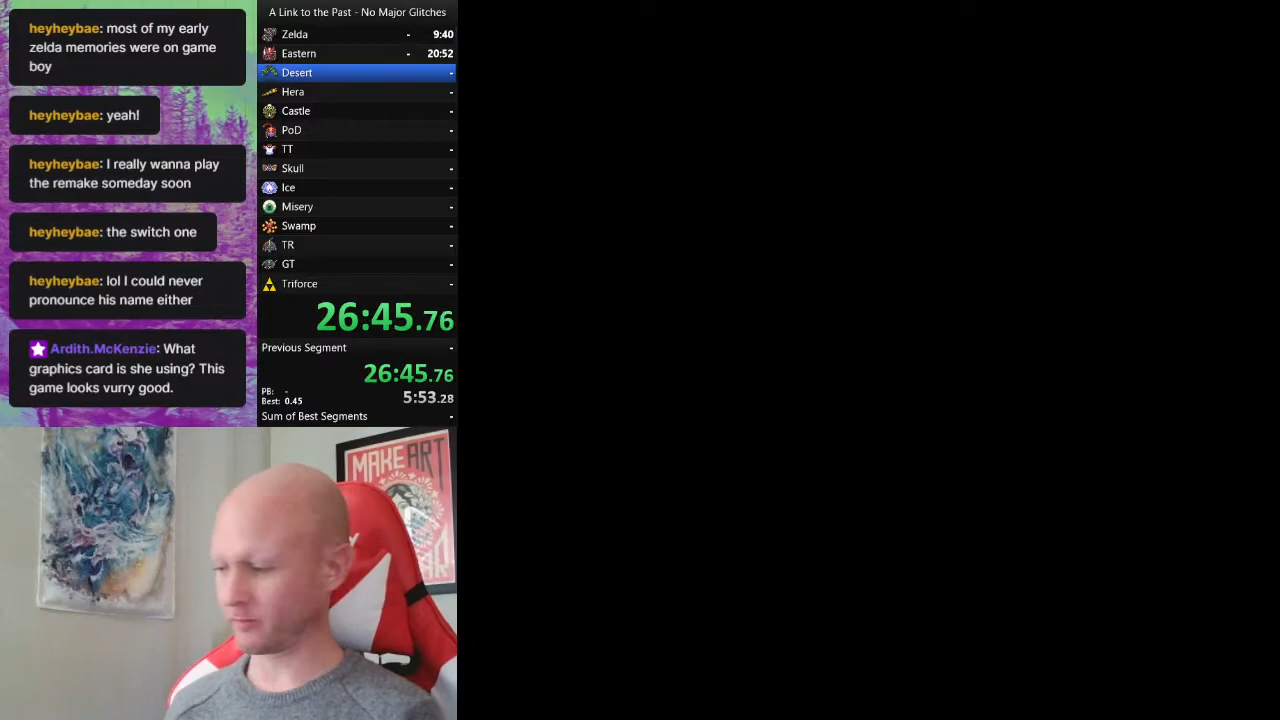 heyheybae: most of my early
zelda memories were on game
boy
heyheybae: yeah!
heyheybae: I really wanna play
the remake someday soon
heyheybae: the switch one
heyheybae: lol I could never
pronounce his name either
Ardith.McKenzie: What
graphics card is she using? This
game looks vurry good.
A Link to the Past - No Major Glitches
Zelda - 9:40
Eastern - 20:52
Desert -
Hera -
Castle -
PoD -
TT -
Skull -
Ice -
Misery -
Swamp -
TR -
GT -
Triforce -
26:45.76
Previous Segment -
26:45.76
PB: -
Best: 0.45 5:53.28
Sum of Best Segments -
MAKE ART